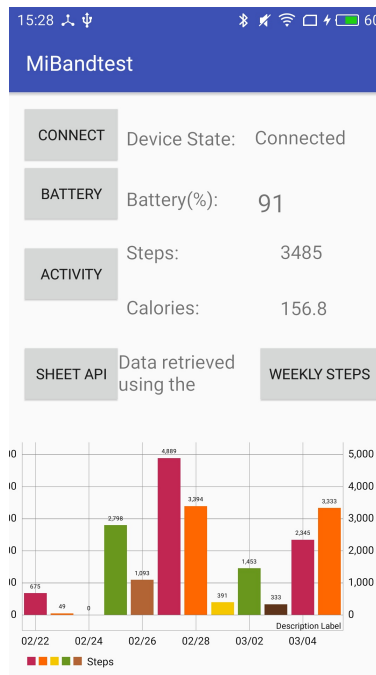 15:28 60
MiBandtest
CONNECT Device State: Connected
BATTERY Battery(%): 91
ACTIVITY Steps: 3485
Calories: 156.8
SHEET API Data retrieved using the WEEKLY STEPS
4,889
5,000
4,000
3,394
3,333
3,000
2,798
2,345
2,000
1,453
1,093
1,000
675
391
333
49
0
0 0
Description Label
02/22 02/24 02/26 02/28 03/02 03/04
Steps